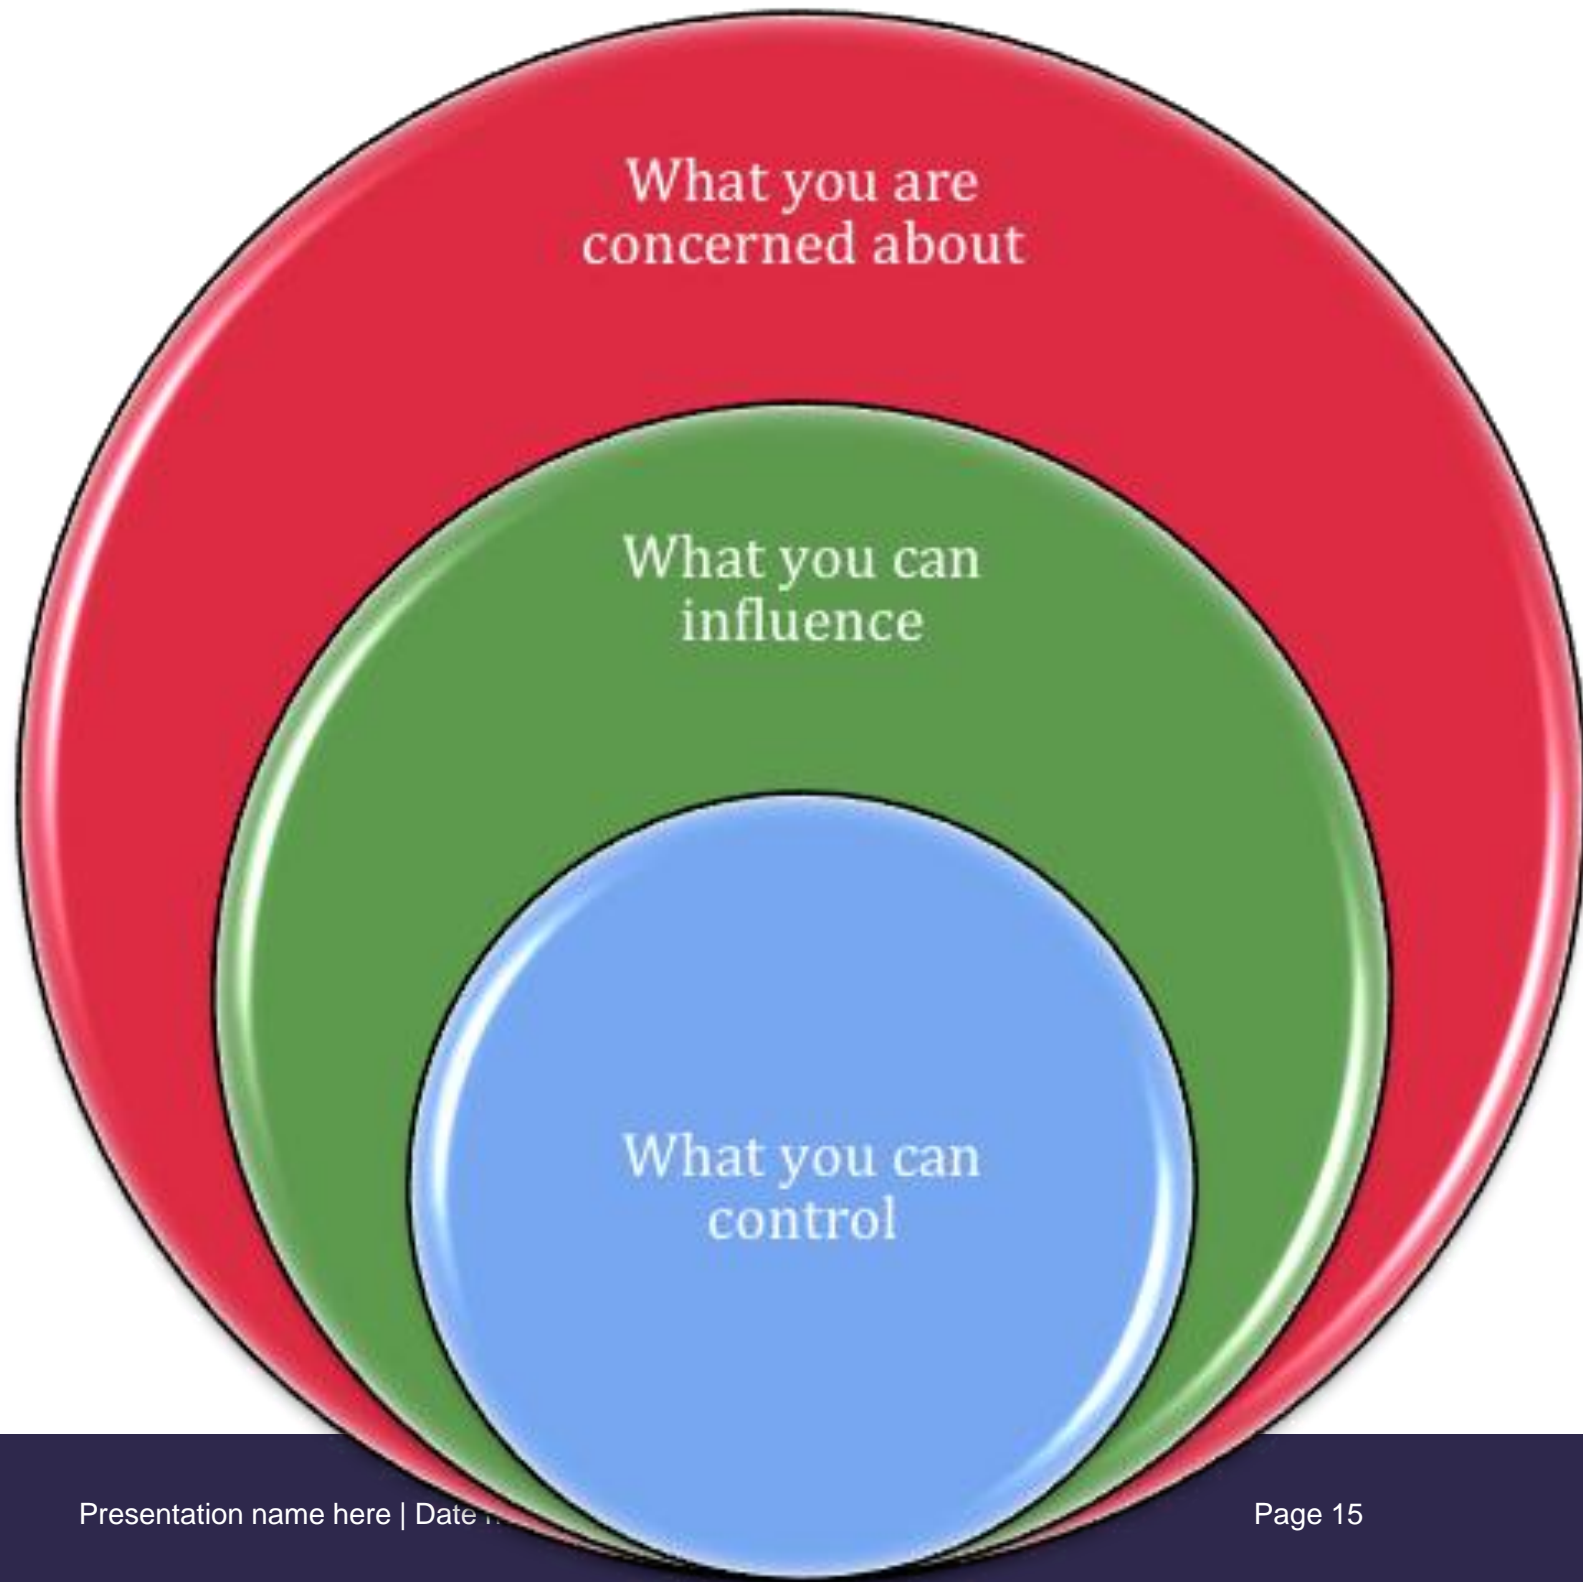 What you are
concerned about
What you can
influence
What you can
control
Presentation name here | Date
Page 15